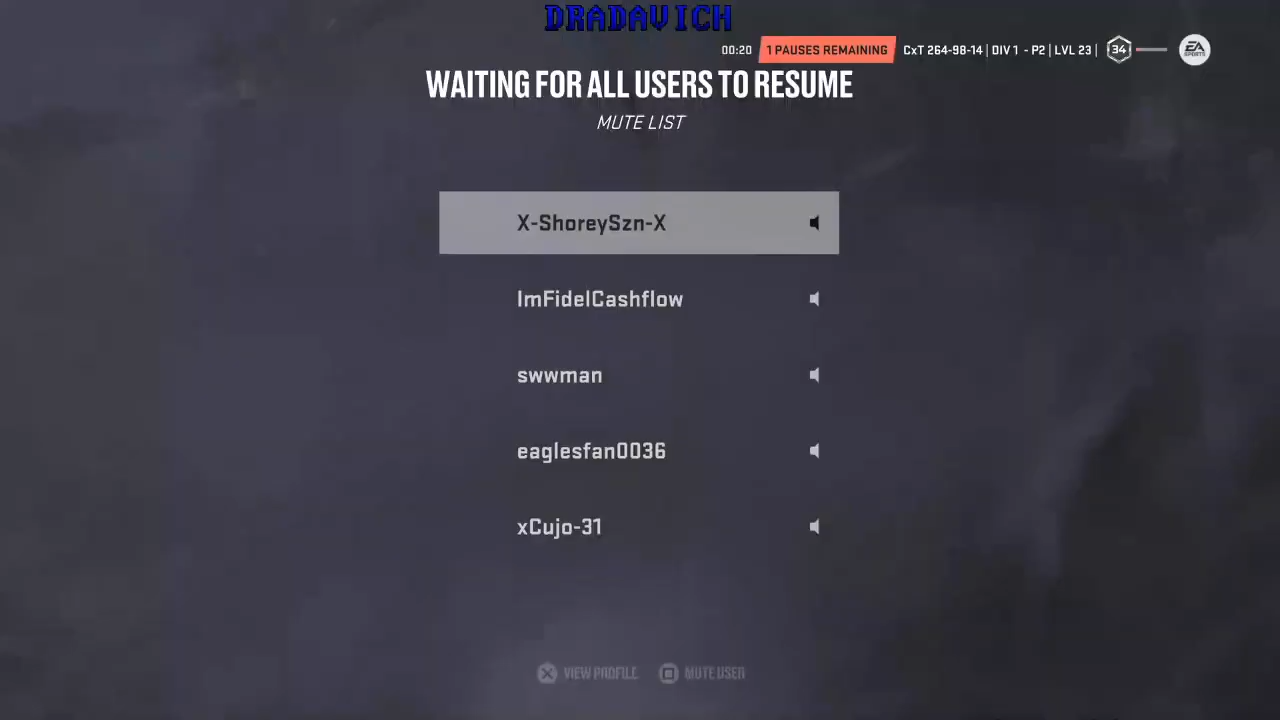 DRADAVICH
00:20 1 PAUSES REMAINING CxT 264-98-14 | DIV 1 - P2 | LVL 23 | 34 EA SPORTS
WAITING FOR ALL USERS TO RESUME
MUTE LIST
X-ShoreySzn-X
ImFidelCashflow
swwman
eaglesfan0036
xCujo-31
VIEW PROFILE MUTE USER